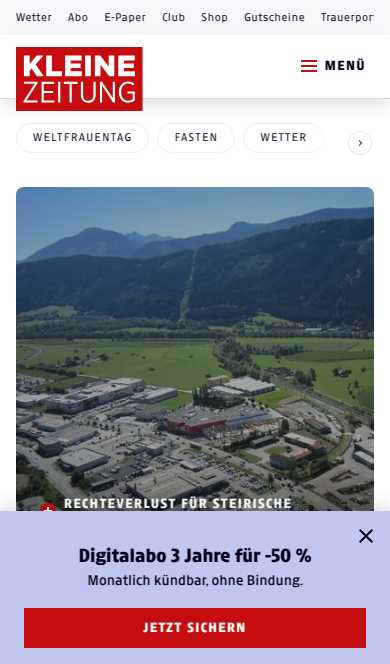 Wetter Abo E-Paper Club Shop Gutscheine Trauerpor
KLEINE
ZEITUNG
MENÜ
WELTFRAUENTAG FASTEN WETTER
RECHTEVERLUST FÜR STEIRISCHE
Digitalabo 3 Jahre für -50 %
Monatlich kündbar, ohne Bindung.
JETZT SICHERN